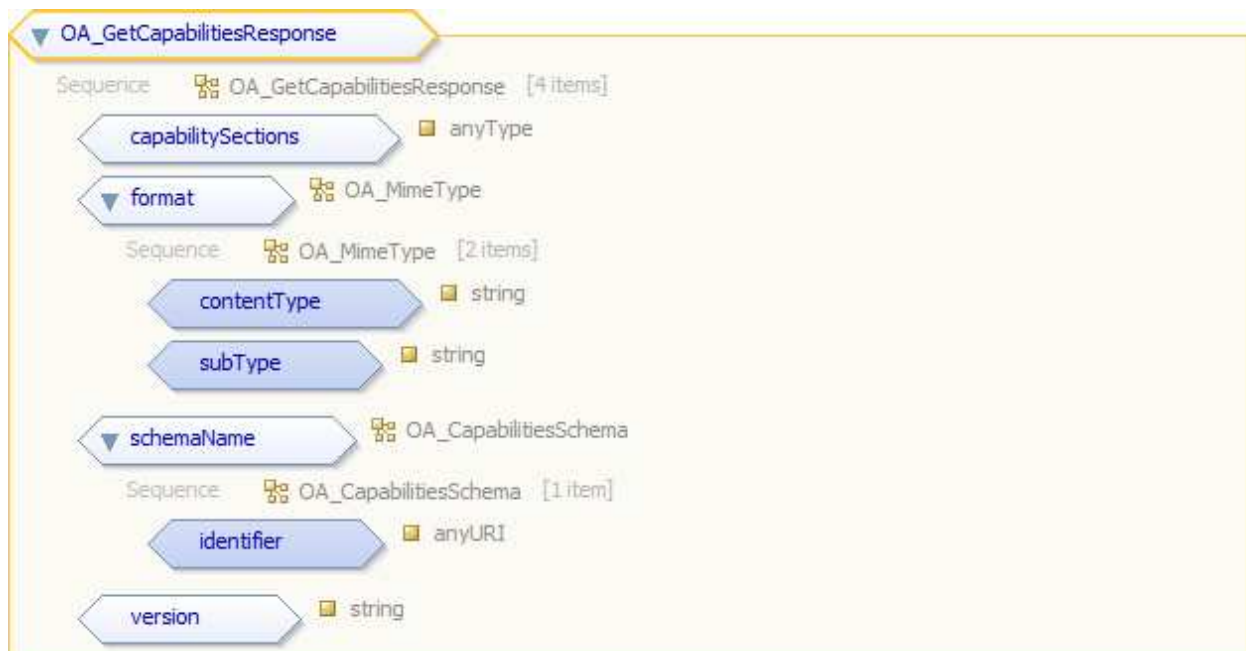 OA_GetCapabilitiesResponse
Sequence OA_GetCapabilitiesResponse [4 items]
capabilitySections anyType
format OA_MimeType
Sequence OA_MimeType [2 items]
contentType string
subType string
schemaName OA_CapabilitiesSchema
Sequence OA_CapabilitiesSchema [1 item]
identifier anyURI
version string